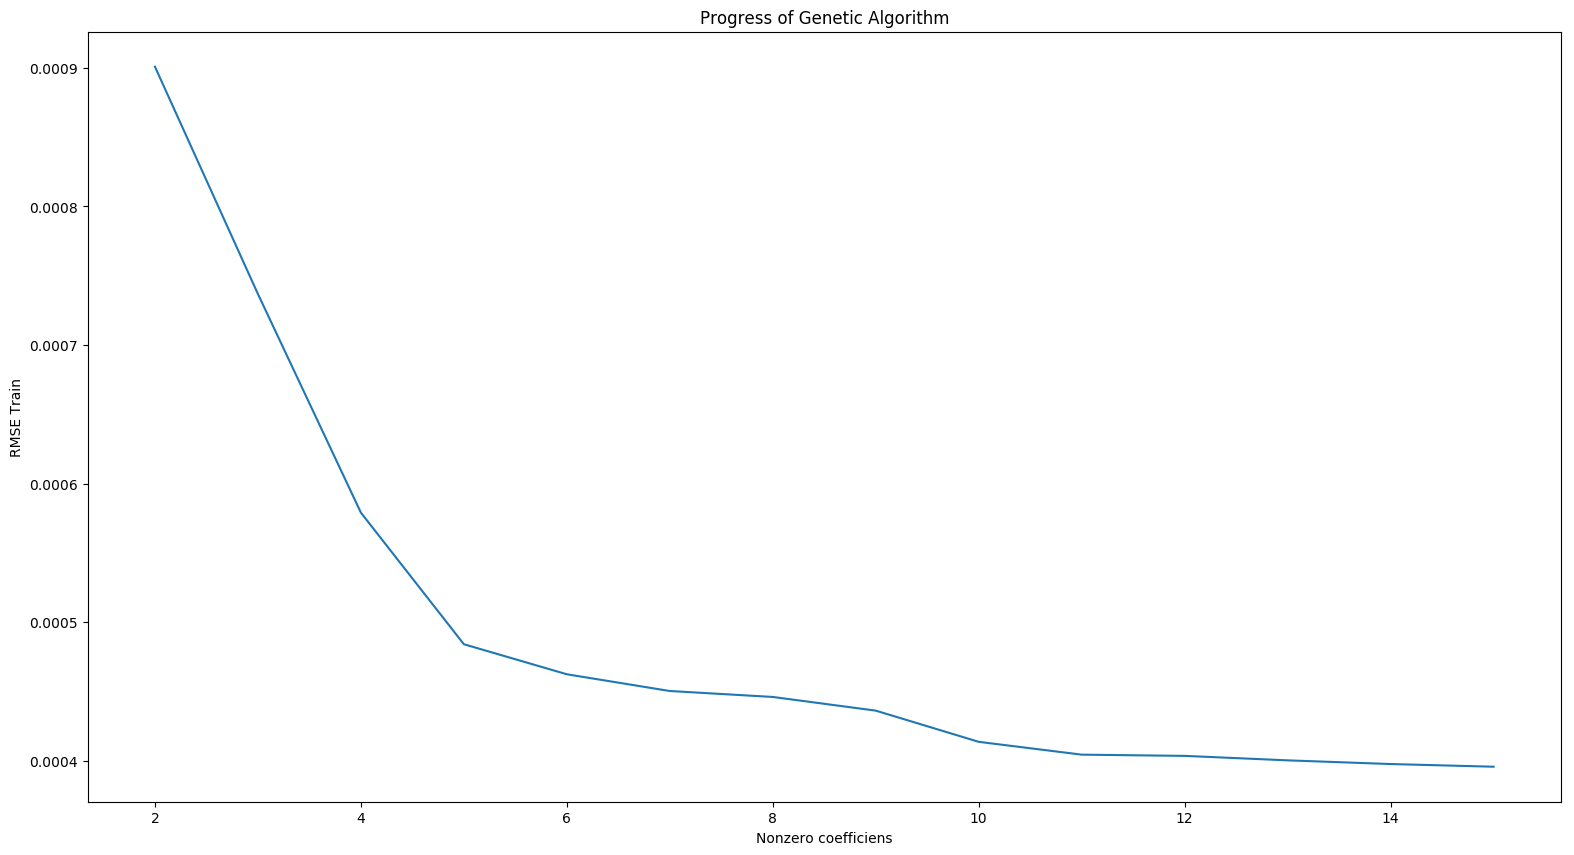 Progress of Genetic Algorithm
0.0009
0.0008
0.0007
0.0006
0.0005
0.0004
RMSE Train
2 4 6 8 10 12 14
Nonzero coefficiens